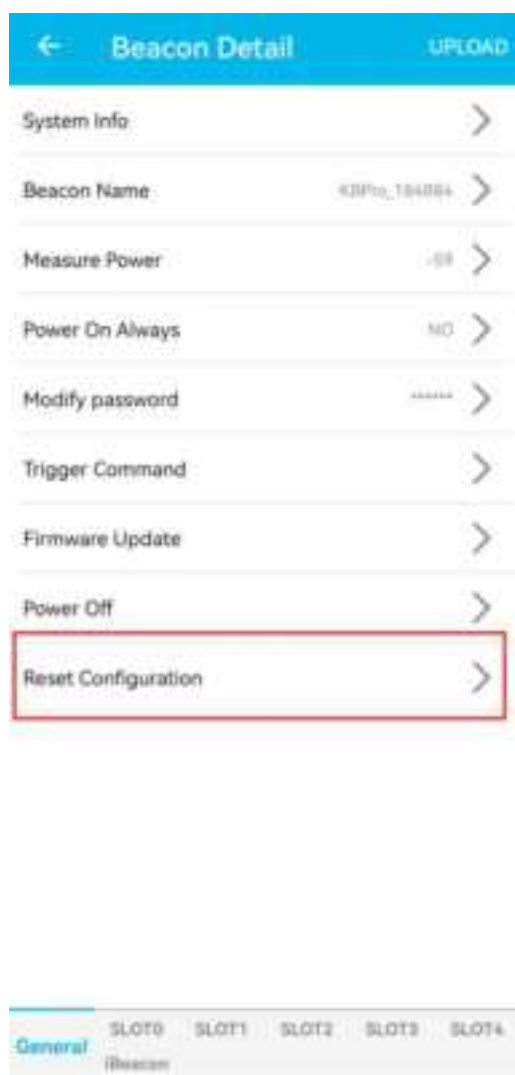 Beacon Detail UPLOAD
System Info
Beacon Name
Measure Power
Power On Always NO
Modify password ******
Trigger Command
Firmware Update
Power Off
Reset Configuration
General SLOT0 SLOT1 SLOT2 SLOT3 SLOT4
iBeacon